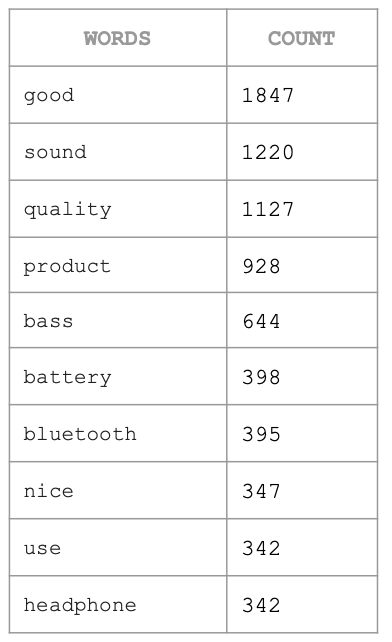 WORDS COUNT
good 1847
sound 1220
quality 1127
product 928
bass 644
battery 398
bluetooth 395
nice 347
use 342
headphone 342